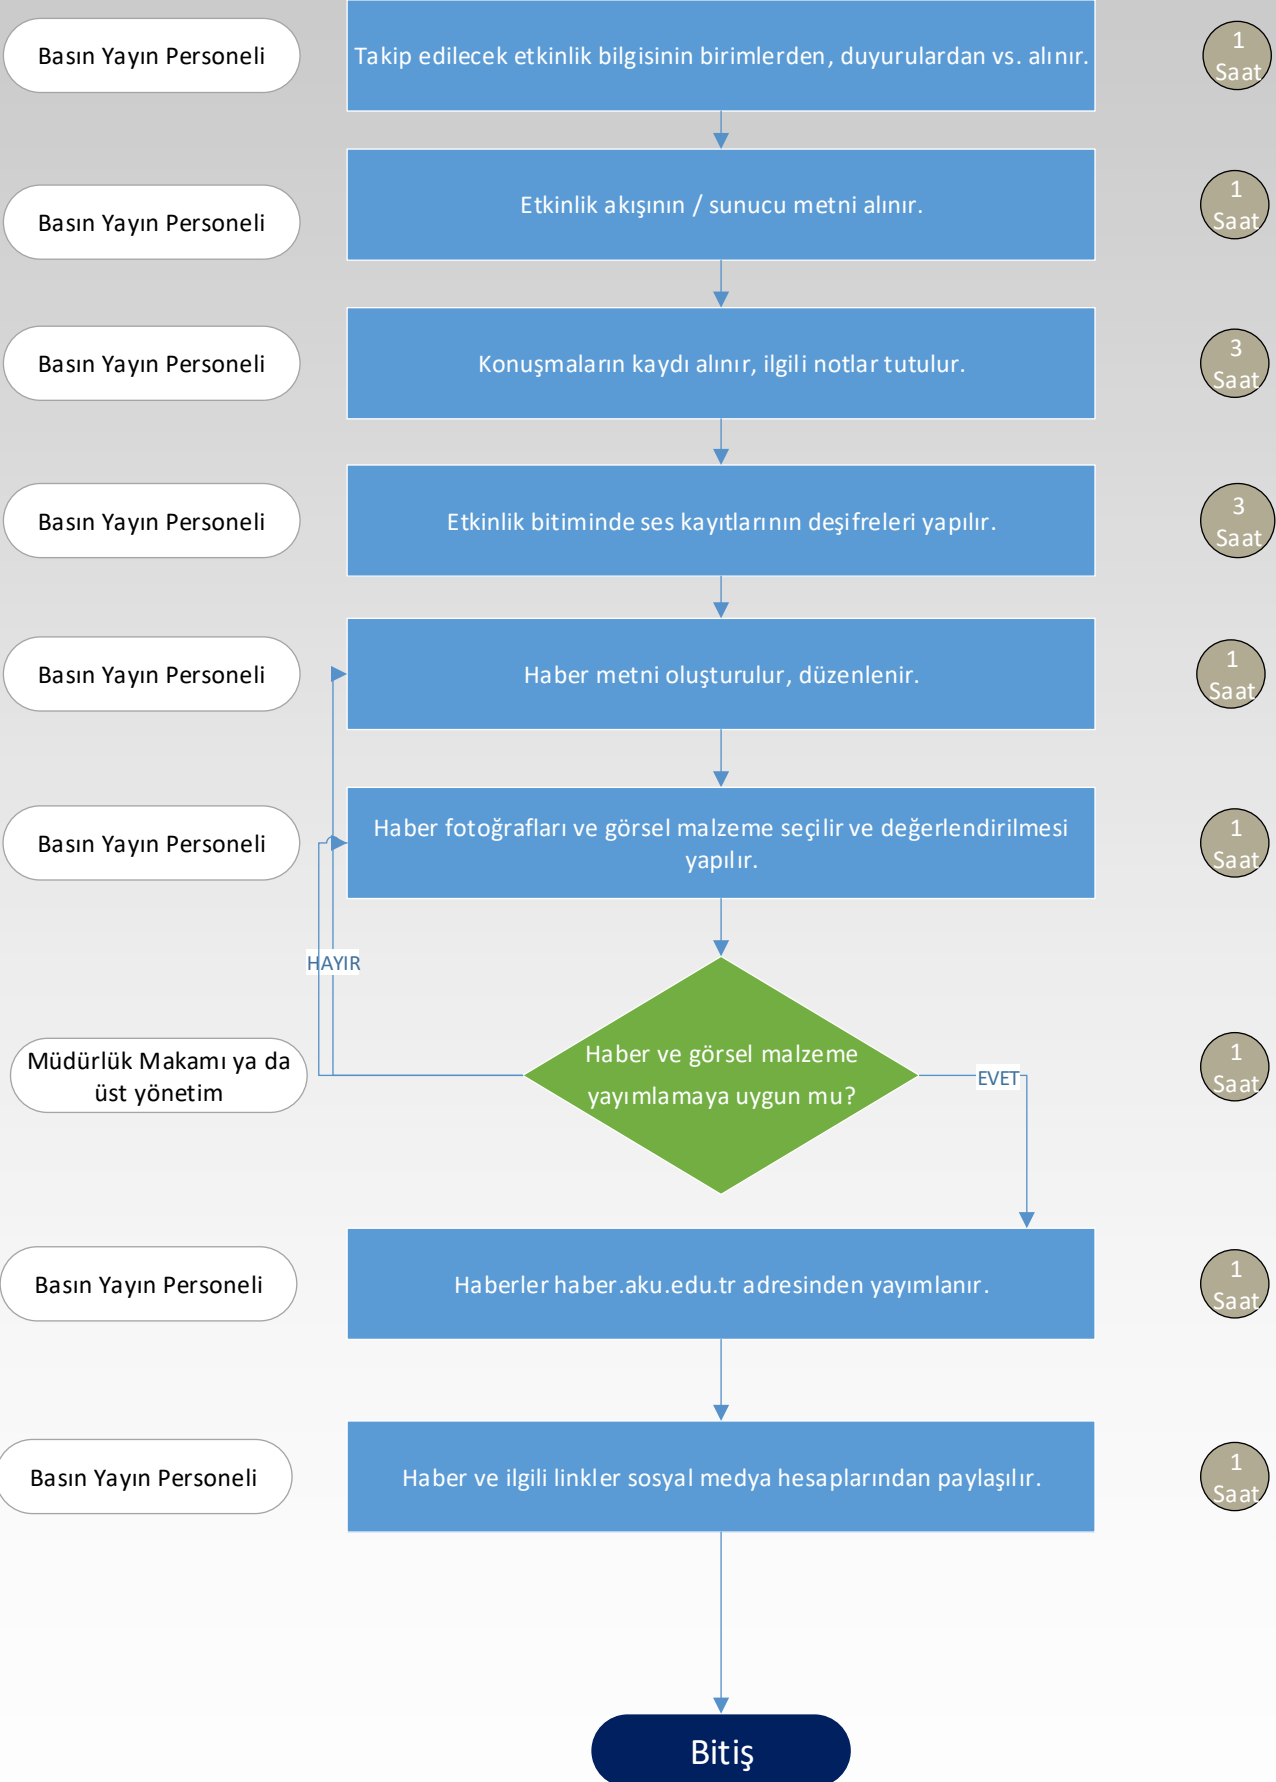 Basın Yayın Personeli
Takip edilecek etkinlik bilgisinin birimlerden, duyurulardan vs. alınır.
1
Saat
Basın Yayın Personeli
Etkinlik akışının / sunucu metni alınır.
1
Saat
Basın Yayın Personeli
Konuşmaların kaydı alınır, ilgili notlar tutulur.
3
Saat
Basın Yayın Personeli
Etkinlik bitiminde ses kayıtlarının deşifreleri yapılır.
3
Saat
Basın Yayın Personeli
Haber metni oluşturulur, düzenlenir.
1
Saat
Basın Yayın Personeli
Haber fotoğrafları ve görsel malzeme seçilir ve değerlendirilmesi
yapılır.
1
Saat
HAYIR
Müdürlük Makamı ya da
üst yönetim
Haber ve görsel malzeme
yayımlamaya uygun mu?
EVET
1
Saat
Basın Yayın Personeli
Haberler haber.aku.edu.tr adresinden yayımlanır.
1
Saat
Basın Yayın Personeli
Haber ve ilgili linkler sosyal medya hesaplarından paylaşılır.
1
Saat
Bitiş